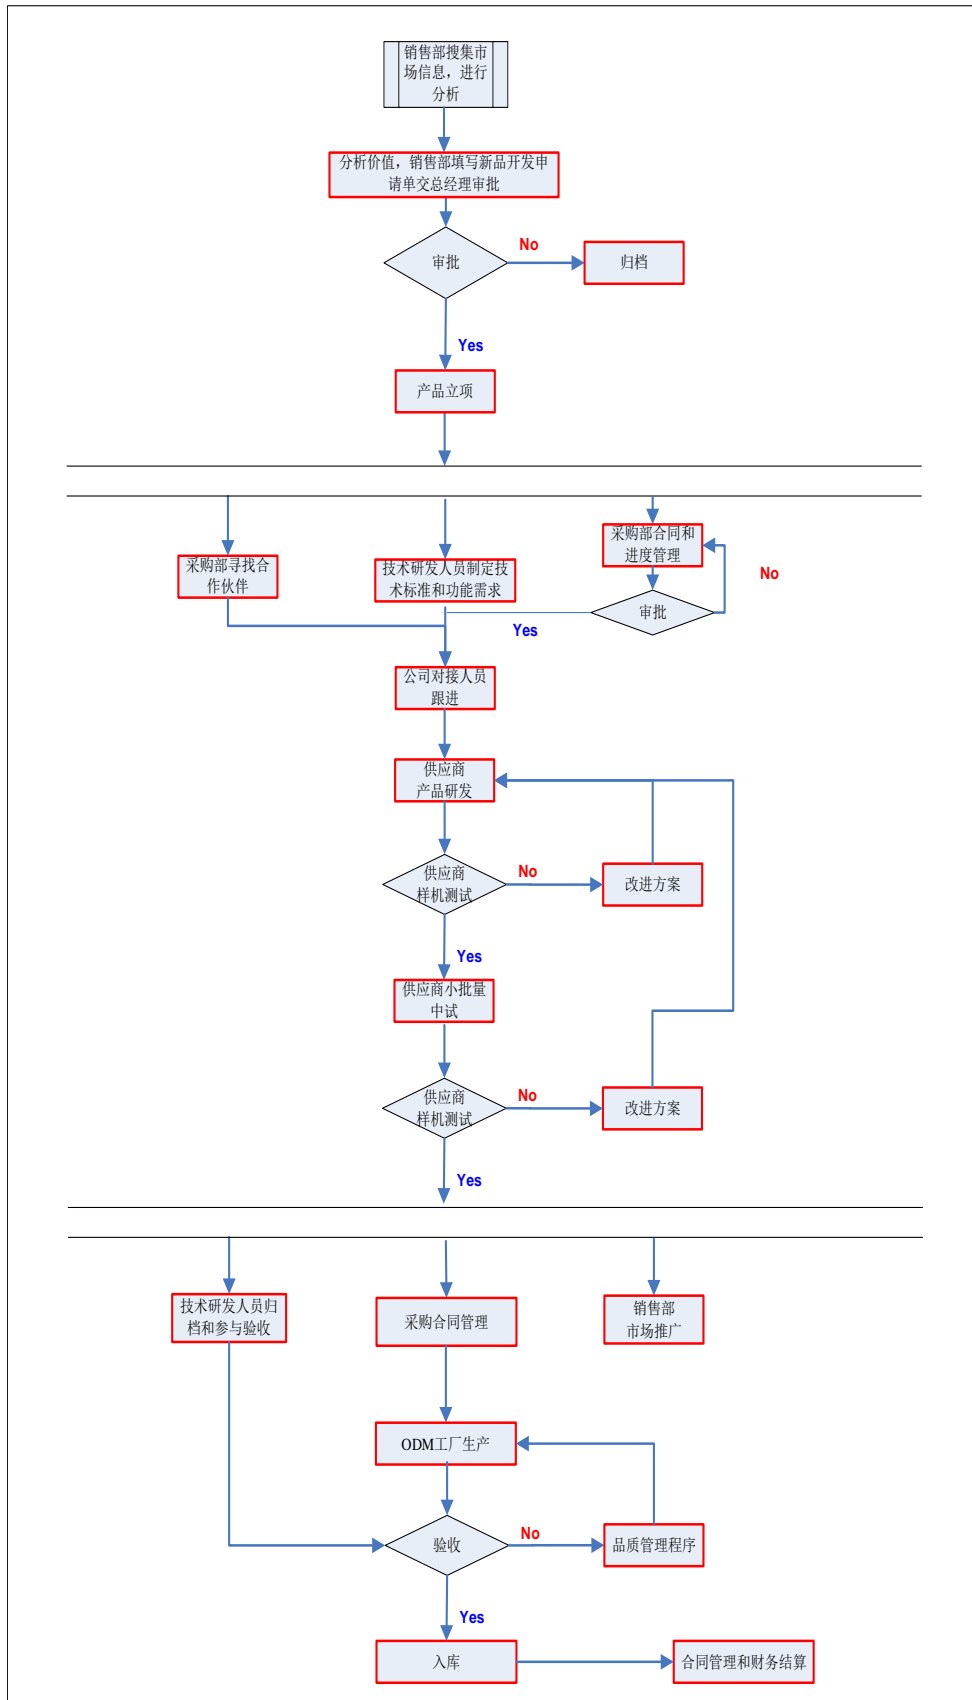 销售部搜集市
场信息，进行
分析
分析价值，销售部填写新品开发申
请单交总经理审批
审批
No
归档
Yes
产品立项
采购部寻找合
作伙伴
技术研发人员制定技
术标准和功能需求
采购部合同和
进度管理
No
审批
Yes
公司对接人员
跟进
供应商
产品研发
供应商
样机测试
No
改进方案
Yes
供应商小批量
中试
供应商
样机测试
No
改进方案
Yes
技术研发人员归
档和参与验收
采购合同管理
销售部
市场推广
ODM工厂生产
验收
No
品质管理程序
Yes
入库
合同管理和财务结算